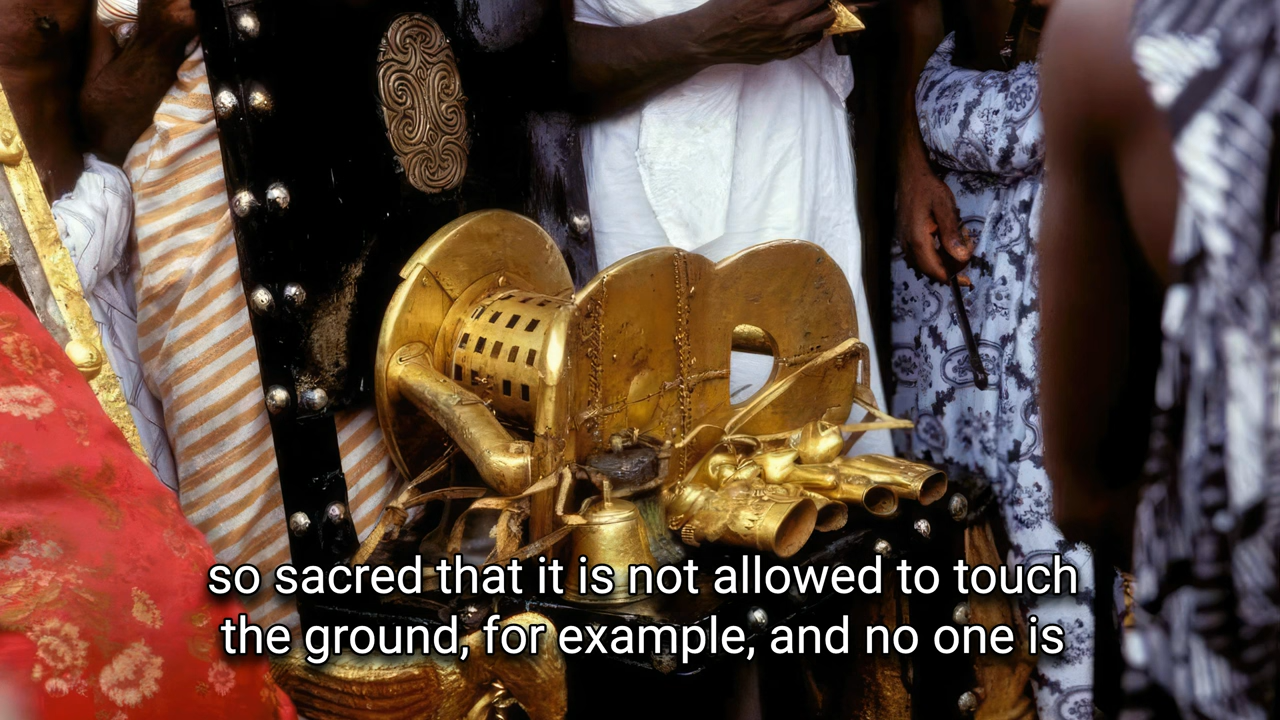 so sacred that it is not allowed to touch
the ground, for example, and no one is